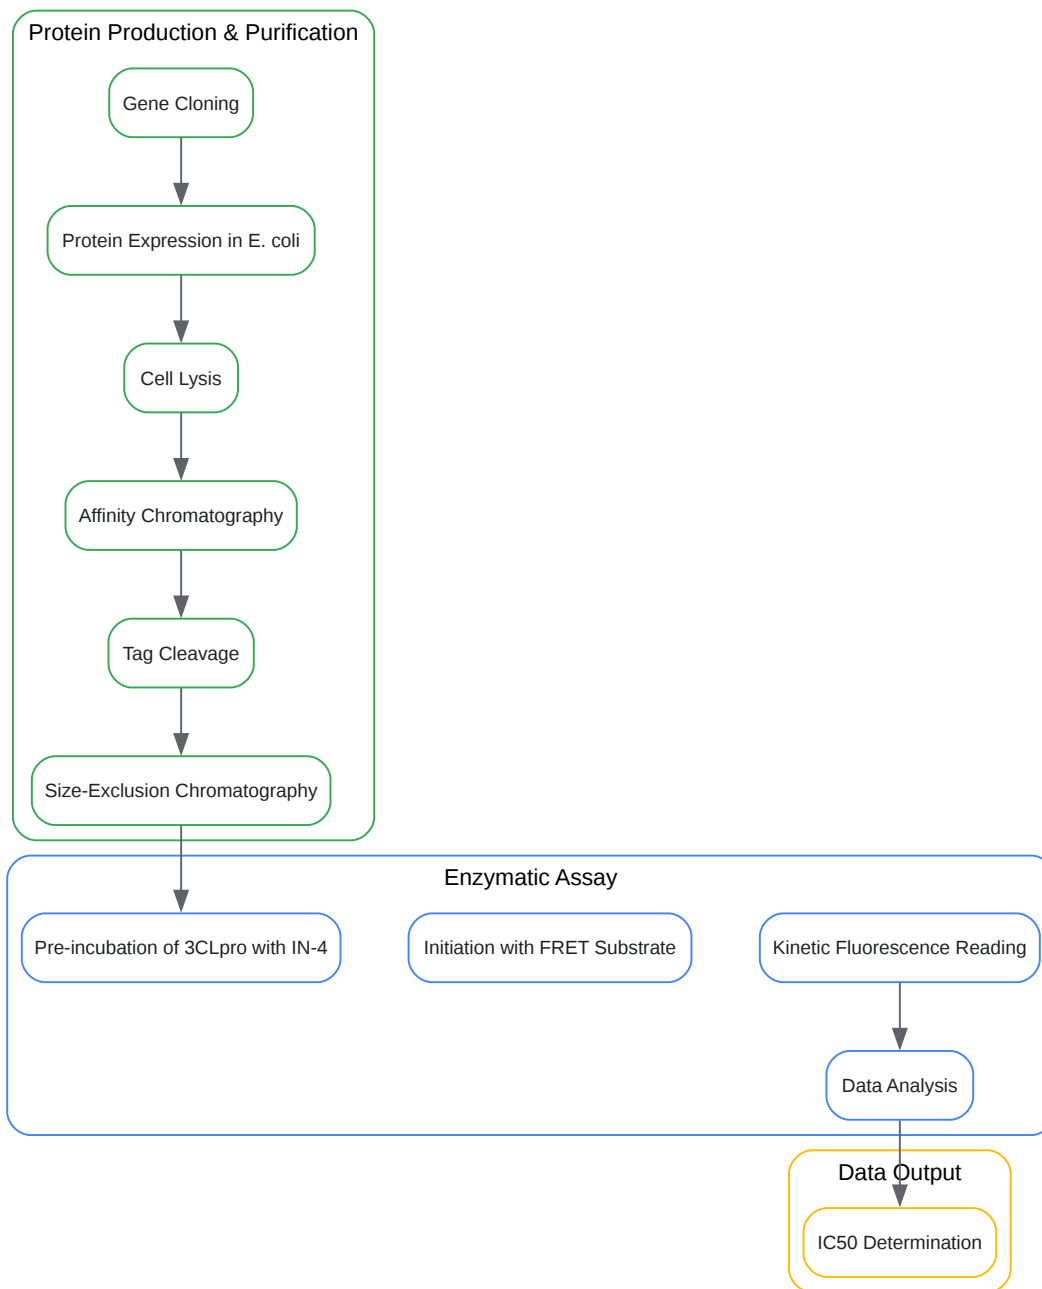 Protein Production & Purification
Gene Cloning
Protein Expression in E. coli
Cell Lysis
Affinity Chromatography
Tag Cleavage
Size-Exclusion Chromatography
Enzymatic Assay
Pre-incubation of 3CLpro with IN-4
Initiation with FRET Substrate
Kinetic Fluorescence Reading
Data Analysis
Data Output
IC50 Determination